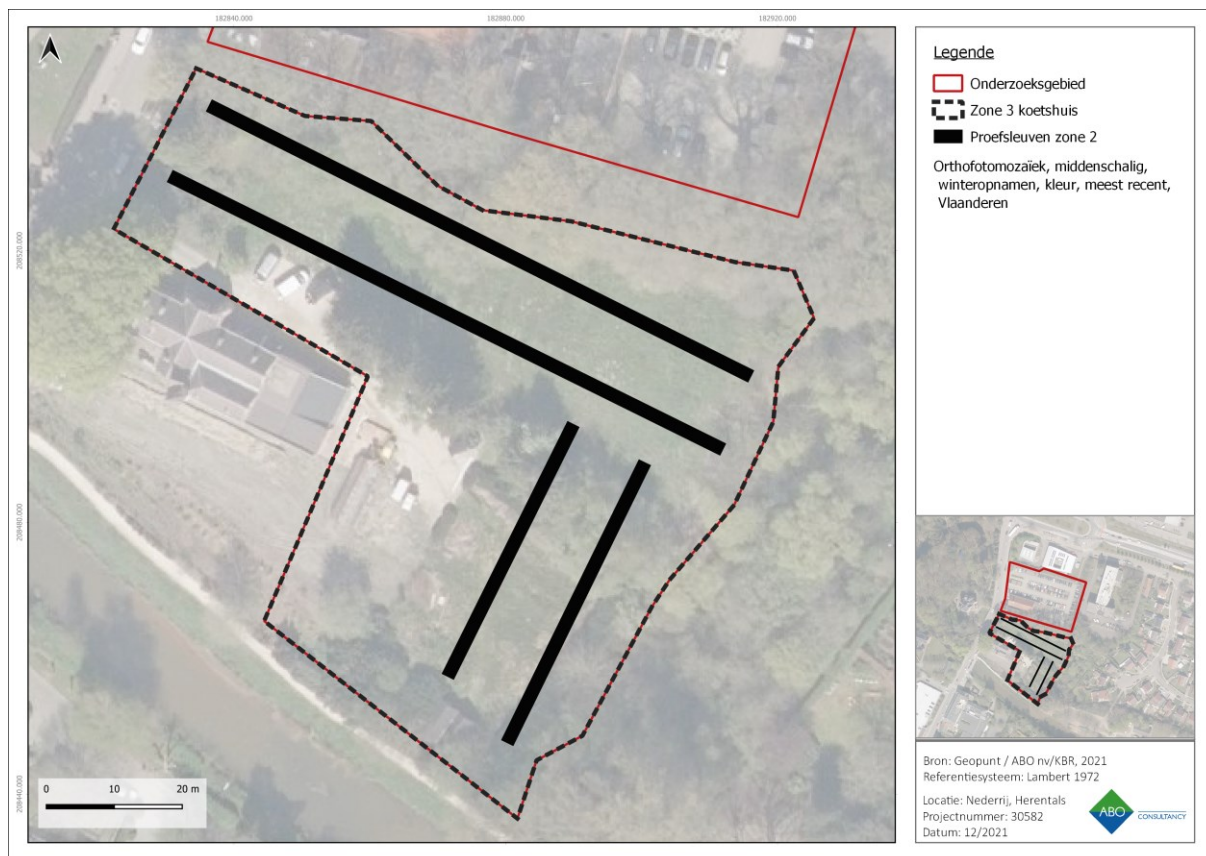 182840.000
182880.000
182920.000
208520.000
208480.000
208440.000
0 10 20 m
Legende
Onderzoeksgebied
Zone 3 koetshuis
Proefsleuven zone 2
Orthofotomozaïek, middenschalig,
winteropnamen, kleur, meest recent,
Vlaanderen
Bron: Geopunt / ABO nv/KBR, 2021
Referentiesysteem: Lambert 1972
Locatie: Nederrij, Herentals
Projectnummer: 30582
Datum: 12/2021
ABO
CONSULTANCY